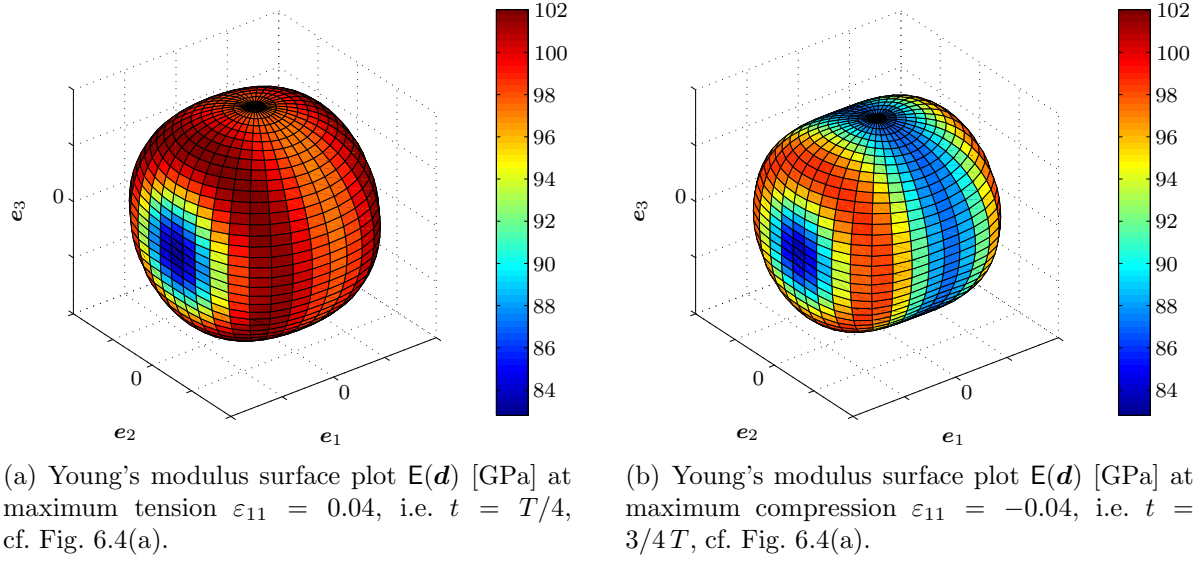 102
100
98
96
94
92
90
88
86
84
e3
0
0
e2
0
e1
102
100
98
96
94
92
90
88
86
84
e3
0
0
e2
0
e1
(a) Young's modulus surface plot E(d) [GPa] at
maximum tension ε11 = 0.04, i.e. t = T/4,
cf. Fig. 6.4(a).
(b) Young's modulus surface plot E(d) [GPa] at
maximum compression ε11 = −0.04, i.e. t =
3/4 T, cf. Fig. 6.4(a).